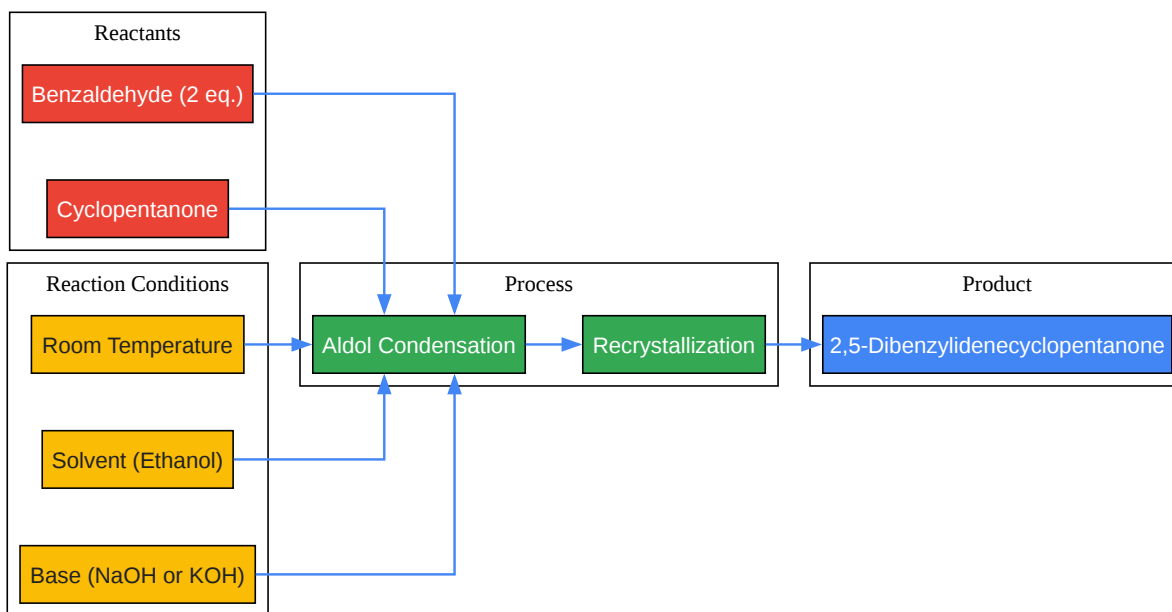 Reactants
Benzaldehyde (2 eq.)
Cyclopentanone
Reaction Conditions
Room Temperature
Solvent (Ethanol)
Base (NaOH or KOH)
Process
Aldol Condensation
Recrystallization
Product
2,5-Dibenzylidenecyclopentanone